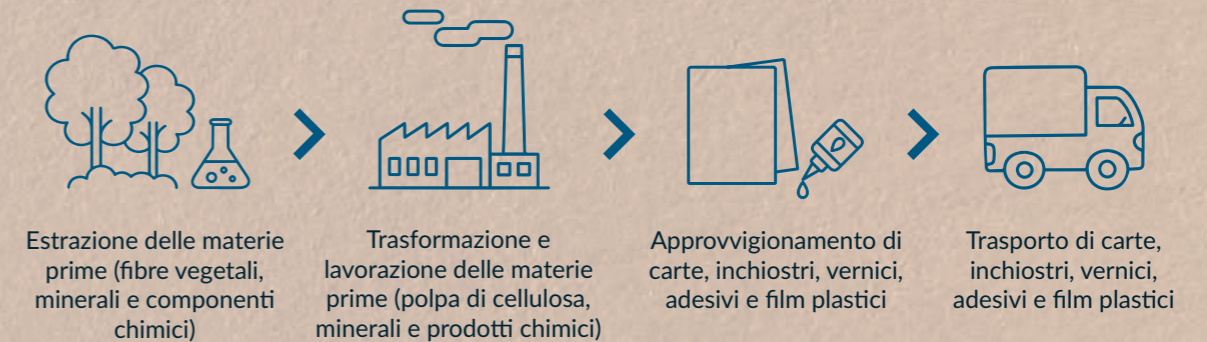 Estrazione delle materie
prime (fibre vegetali,
minerali e componenti
chimici)
Trasformazione e
lavorazione delle materie
prime (polpa di cellulosa,
minerali e prodotti chimici)
Approvvigionamento di
carte, inchiostri, vernici,
adesivi e film plastici
Trasporto di carte,
inchiostri, vernici,
adesivi e film plastici